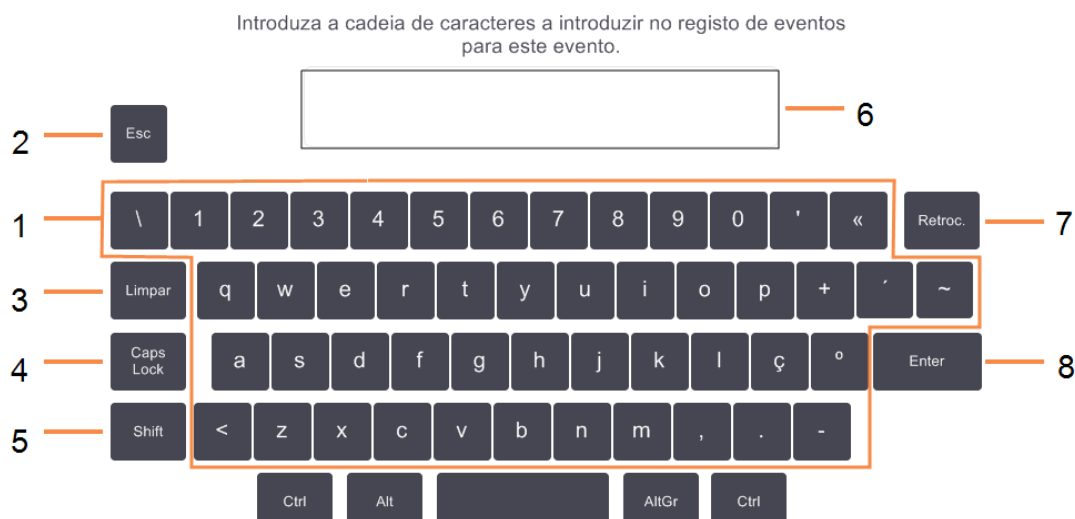 Introduza a cadeia de caracteres a introduzir no registo de eventos
para este evento.
6
2 Esc
1 \ 1 2 3 4 5 6 7 8 9 0 ' « Retroc. 7
3 Limpar q w e r t y u i o p + ´ ~
4 Caps Lock a s d f g h j k l ç º Enter 8
5 Shift < z x c v b n m , . -
Ctrl Alt AltGr Ctrl